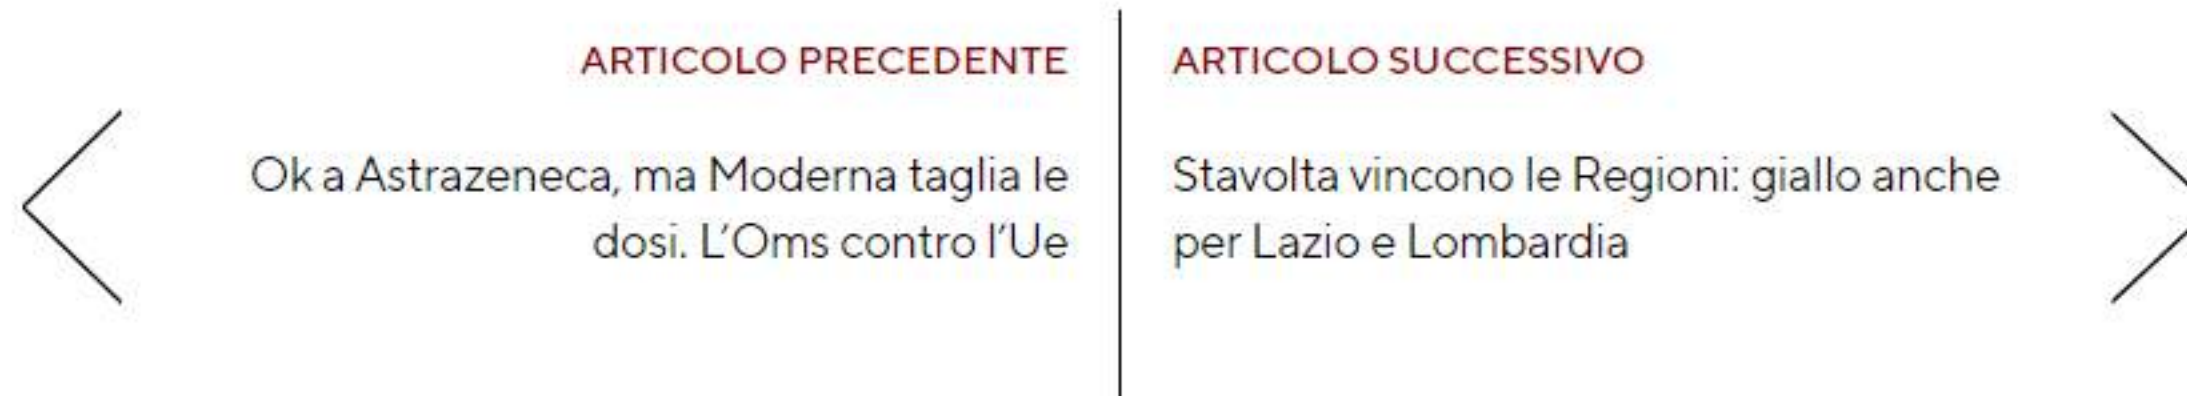 ARTICOLO PRECEDENTE
Ok a Astrazeneca, ma Moderna taglia le
dosi. L'Oms contro l'Ue
ARTICOLO SUCCESSIVO
Stavolta vincono le Regioni: giallo anche
per Lazio e Lombardia